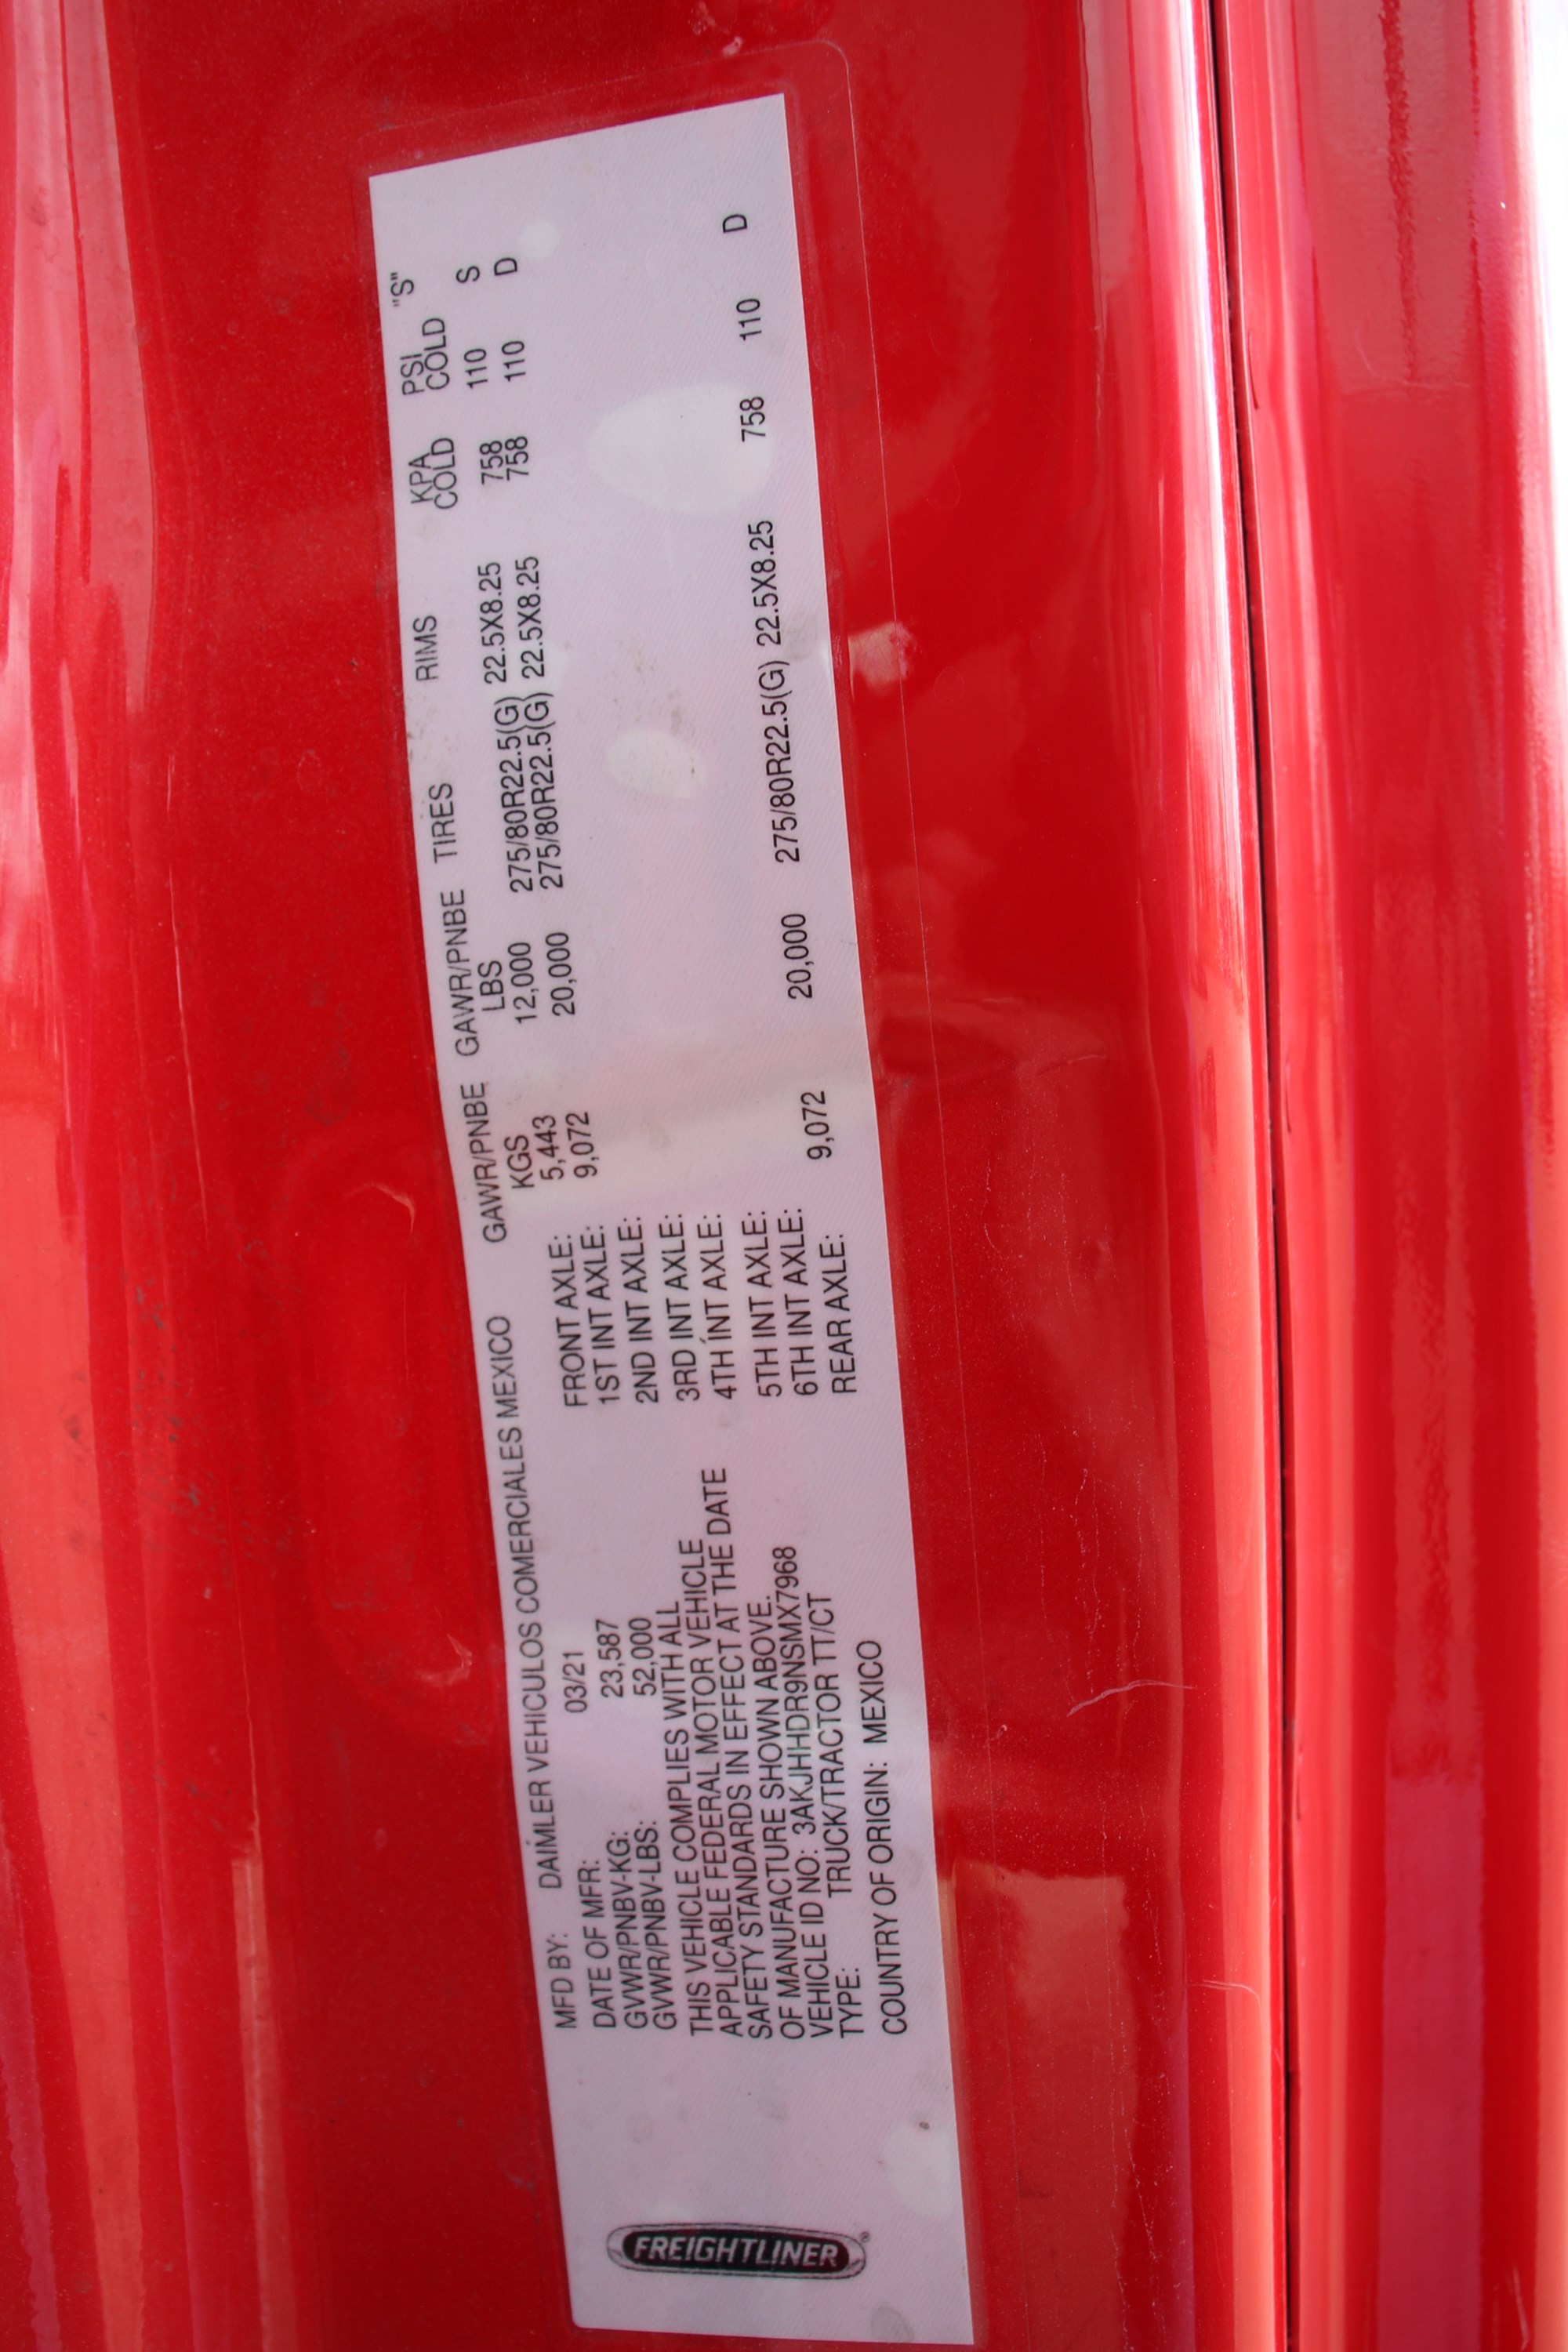 FREIGHTLINER®
MFD BY: DAIMLER VEHICULOS COMERCIALES MEXICO
DATE OF MFR: 03/21
GVWR/PNBV-KG: 23,587
GVWR/PNBV-LBS: 52,000
THIS VEHICLE COMPLIES WITH ALL
APPLICABLE FEDERAL MOTOR VEHICLE
SAFETY STANDARDS IN EFFECT AT THE DATE
OF MANUFACTURE SHOWN ABOVE.
VEHICLE ID NO: 3AKJHHDR9NSMX7968
TYPE: TRUCK/TRACTOR TT/CT
COUNTRY OF ORIGIN: MEXICO
GAWR/PNBE GAWR/PNBE TIRES RIMS KPA PSI "S"
KGS LBS COLD COLD
FRONT AXLE: 5,443 12,000 275/80R22.5(G) 22.5X8.25 758 110 S
1ST INT AXLE: 9,072 20,000 275/80R22.5(G) 22.5X8.25 758 110 D
2ND INT AXLE:
3RD INT AXLE:
4TH INT AXLE:
5TH INT AXLE:
6TH INT AXLE:
REAR AXLE: 9,072 20,000 275/80R22.5(G) 22.5X8.25 758 110 D